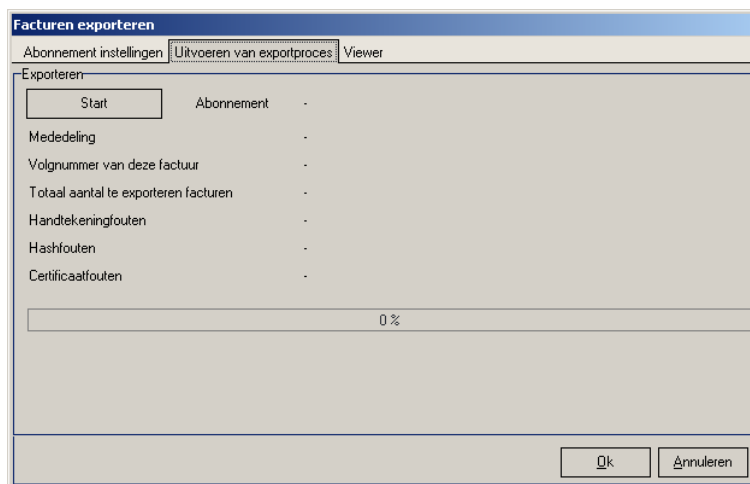 Facturen exporteren
Abonnement instellingen Uitvoeren van exportproces Viewer
Exporteren
Start Abonnement -
Mededeling -
Volgnummer van deze factuur -
Totaal aantal te exporteren facturen -
Handtekeningfouten -
Hashfouten -
Certificaatfouten -
0 %
Ok Annuleren